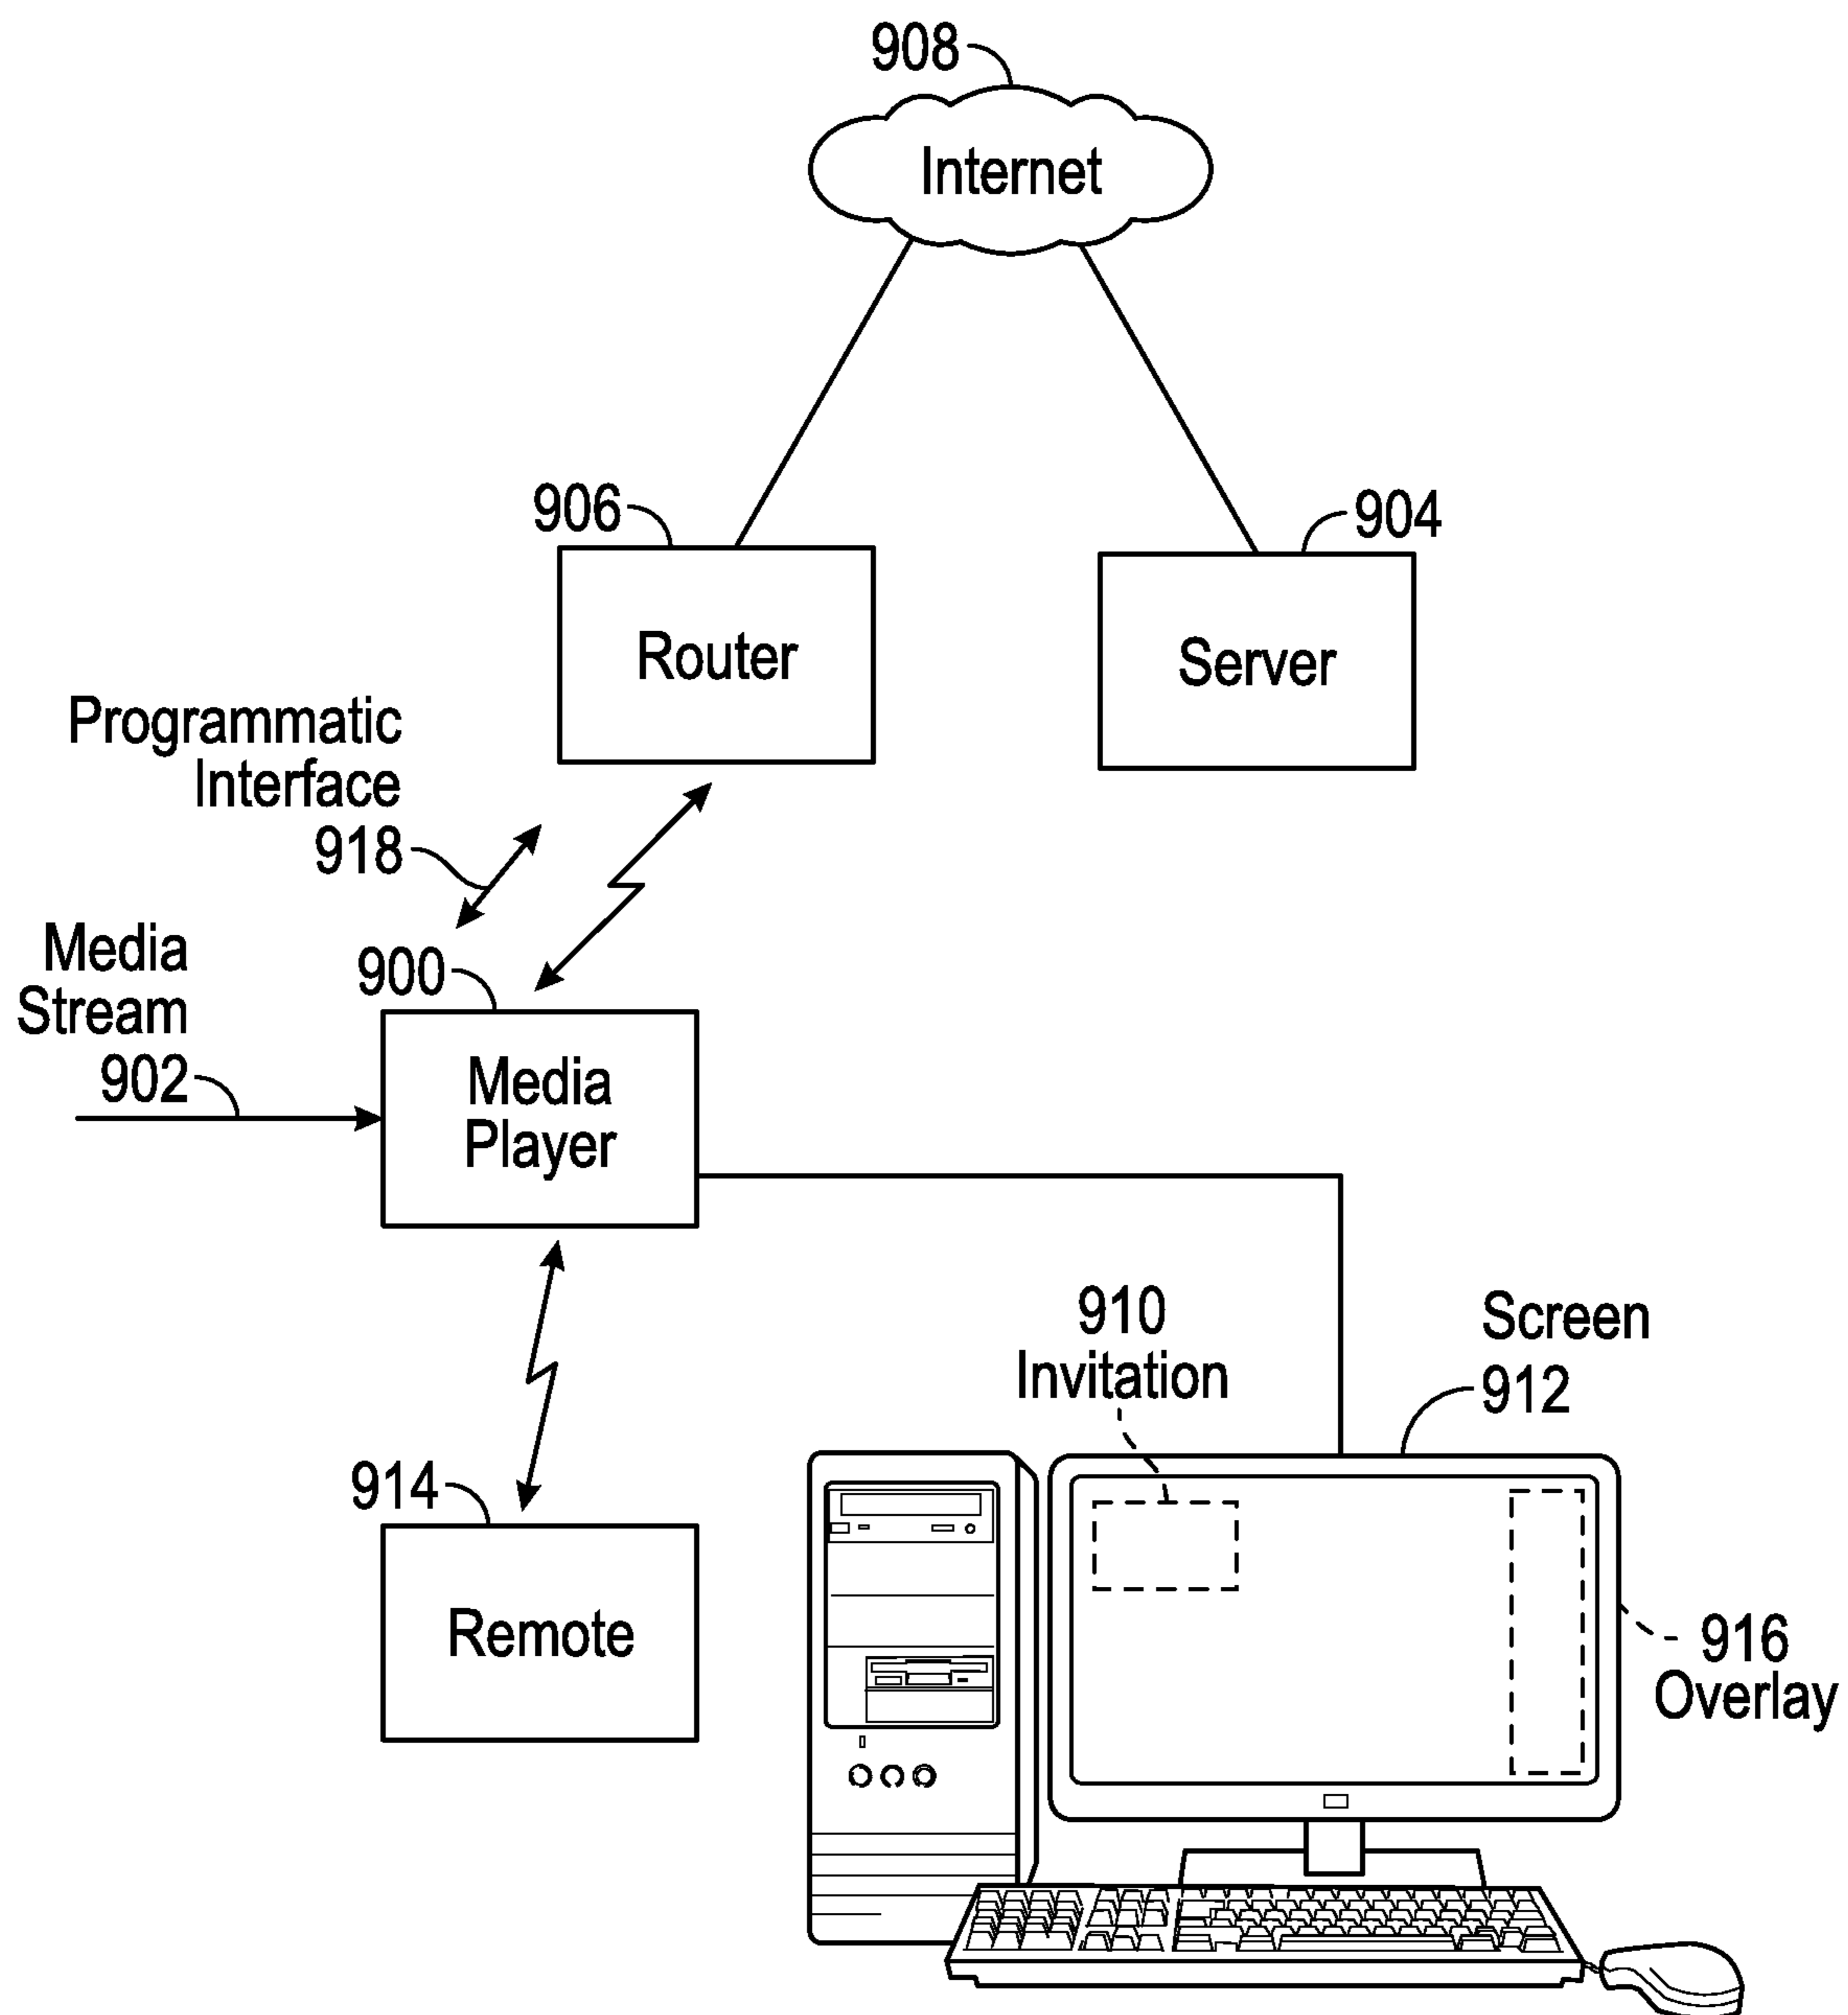 908
Internet
906
904
Router
Server
Programmatic
Interface
918
Media
Stream
902
900
Media
Player
910
Invitation
Screen
912
914
Remote
916
Overlay